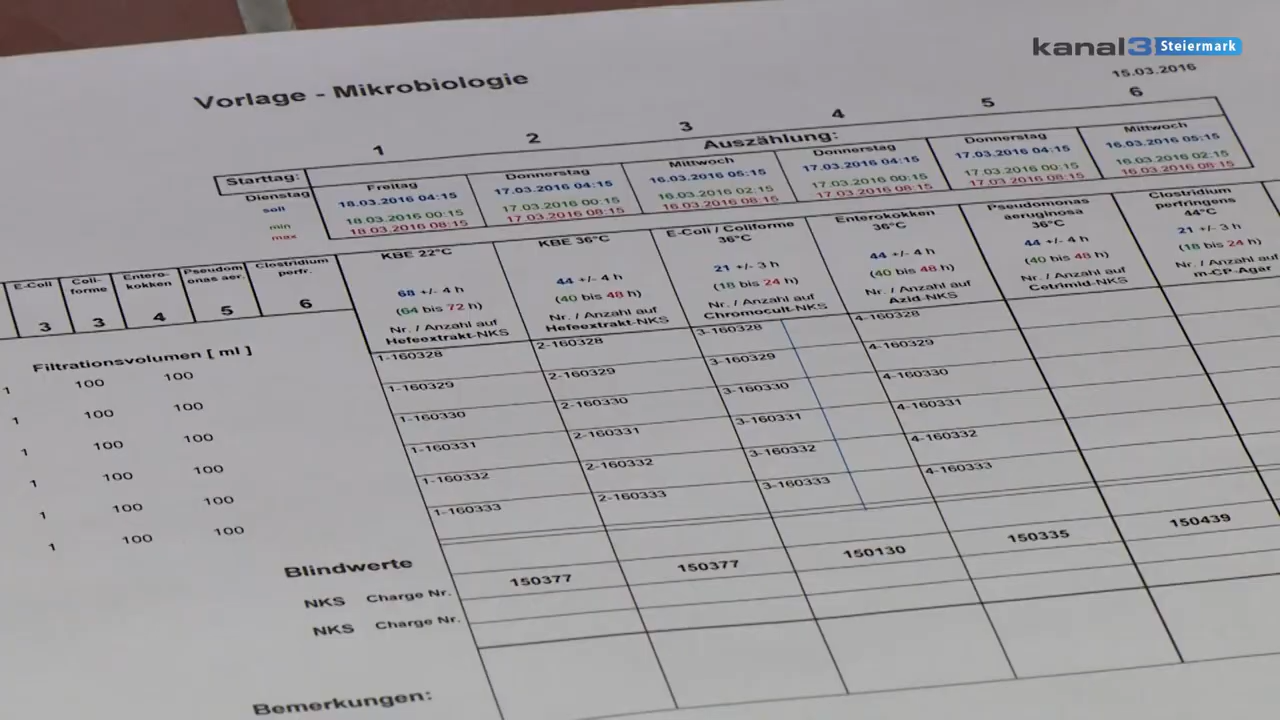 kanal3 Steiermark
Vorlage - Mikrobiologie
15.03.2016
1 2 3 4 5 6
Starttag: Auszählung:
Dienstag Freitag Donnerstag Mittwoch Donnerstag Donnerstag Mittwoch
soll 18.03.2016 04:15 17.03.2016 04:15 16.03.2016 05:15 17.03.2016 04:15 17.03.2016 04:15 16.03.2016 05:15
min 18.03.2016 00:15 17.03.2016 00:15 16.03.2016 02:15 17.03.2016 00:15 17.03.2016 00:15 16.03.2016 02:15
max 18.03.2016 08:15 17.03.2016 08:15 16.03.2016 08:15 17.03.2016 08:15 17.03.2016 08:15 16.03.2016 08:15
E-Coli
3
Coli-
forme
3
Entero-
kokken
4
Pseudom
onas aer.
5
Clostridium
perfr.
6
KBE 22°C
68 +/- 4 h
(64 bis 72 h)
Nr. / Anzahl auf
Hefeextrakt-NKS
KBE 36°C
44 +/- 4 h
(40 bis 48 h)
Nr. / Anzahl auf
Hefeextrakt-NKS
E-Coli / Coliforme
36°C
21 +/- 3 h
(18 bis 24 h)
Nr. / Anzahl auf
Chromocult-NKS
Enterokokken
36°C
44 +/- 4 h
(40 bis 48 h)
Nr. / Anzahl auf
Azid-NKS
Pseudomonas
aeruginosa
36°C
44 +/- 4 h
(40 bis 48 h)
Nr. / Anzahl auf
Cetrimid-NKS
Clostridium
perfringens
44°C
21 +/- 3 h
(18 bis 24 h)
Nr. / Anzahl auf
m-CP-Agar
Filtrationsvolumen [ ml ]
1 100 100 1-160328 2-160328 3-160328 4-160328
1 100 100 1-160329 2-160329 3-160329 4-160329
1 100 100 1-160330 2-160330 3-160330 4-160330
1 100 100 1-160331 2-160331 3-160331 4-160331
1 100 100 1-160332 2-160332 3-160332 4-160332
1 100 100 1-160333 2-160333 3-160333 4-160333
Blindwerte
NKS Charge Nr. 150377 150377 150130 150335 150439
NKS Charge Nr.
Bemerkungen: